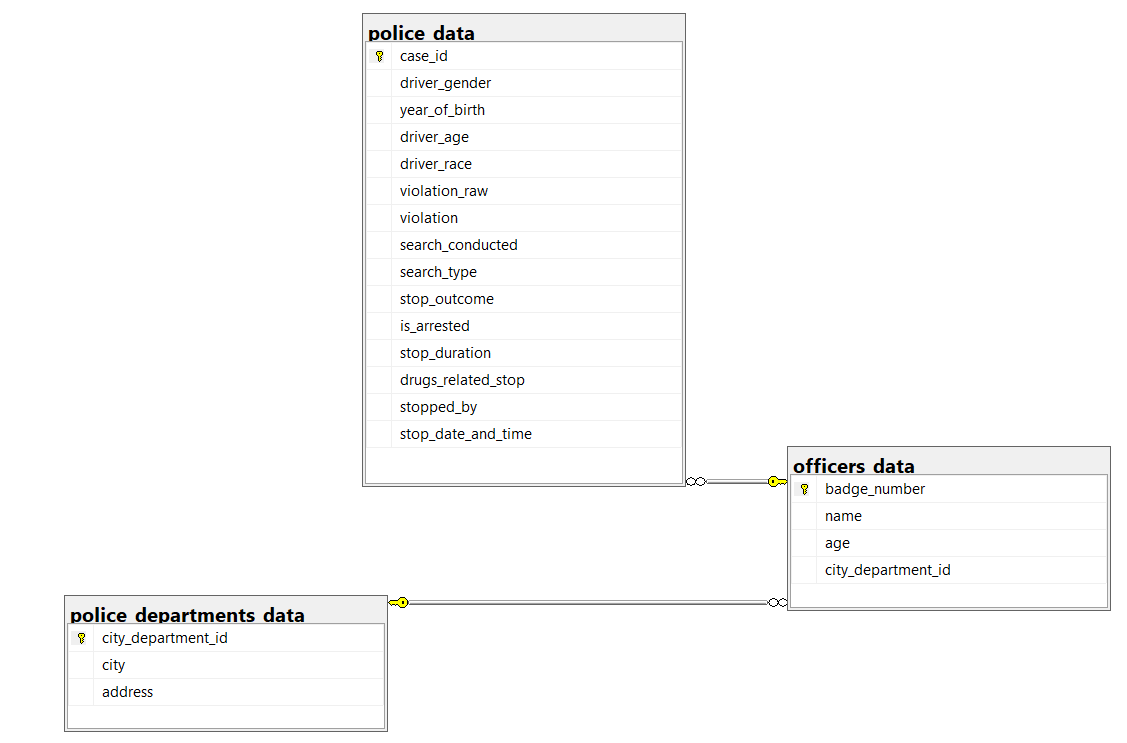 police_data
case_id
driver_gender
year_of_birth
driver_age
driver_race
violation_raw
violation
search_conducted
search_type
stop_outcome
is_arrested
stop_duration
drugs_related_stop
stopped_by
stop_date_and_time
officers_data
badge_number
name
age
city_department_id
police_departments_data
city_department_id
city
address